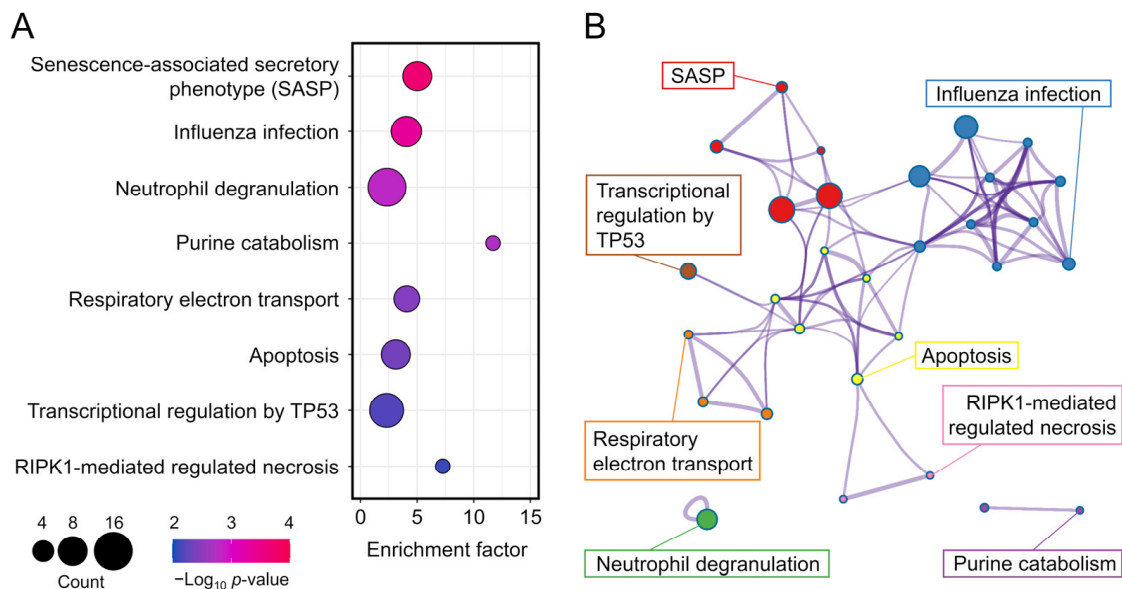 A
Senescence-associated secretory
phenotype (SASP)
Influenza infection
Neutrophil degranulation
Purine catabolism
Respiratory electron transport
Apoptosis
Transcriptional regulation by TP53
RIPK1-mediated regulated necrosis
0 5 10 15
Enrichment factor
4 8 16
Count
2 3 4
−Log10 p-value
B
SASP
Influenza infection
Transcriptional
regulation by
TP53
Apoptosis
RIPK1-mediated
regulated necrosis
Respiratory
electron transport
Neutrophil degranulation
Purine catabolism